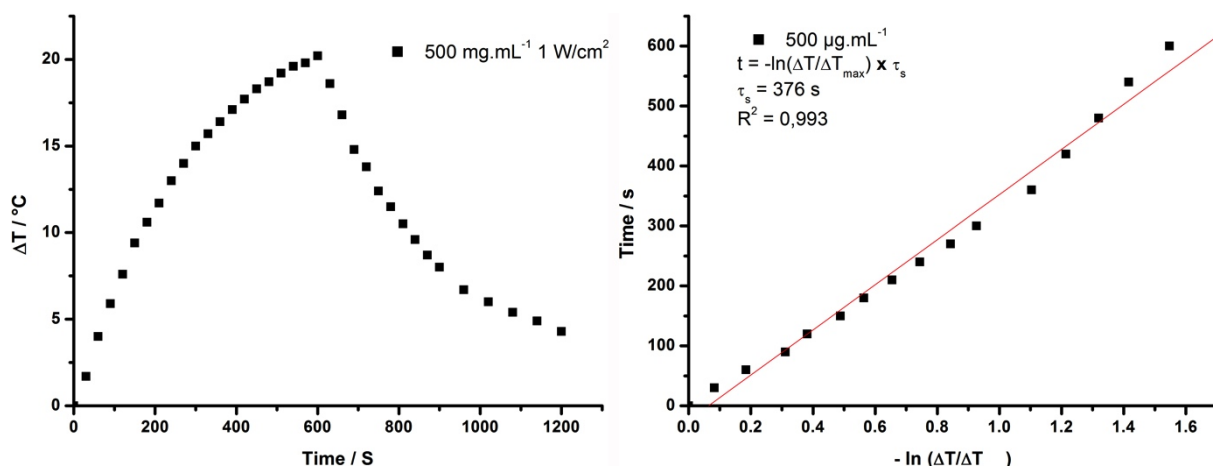 20
15
10
5
0
ΔT / °C
500 mg.mL⁻¹ 1 W/cm²
0 200 400 600 800 1000 1200
Time / S
600
500
400
300
200
100
0
Time / s
500 µg.mL⁻¹
t = -ln(ΔT/ΔTmax) x τs
τs = 376 s
R² = 0,993
0.0 0.2 0.4 0.6 0.8 1.0 1.2 1.4 1.6
- ln (ΔT/ΔT )